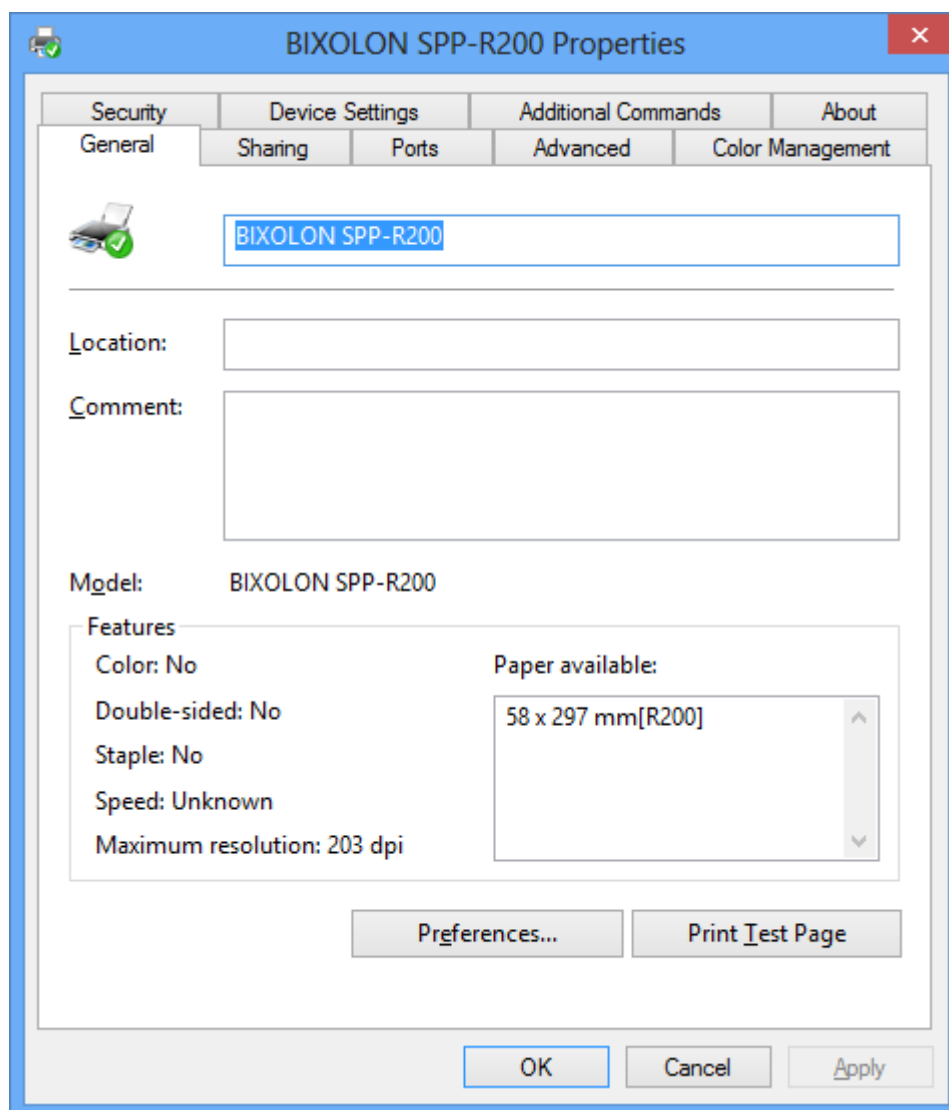 BIXOLON SPP-R200 Properties
Security Device Settings Additional Commands About
General Sharing Ports Advanced Color Management
BIXOLON SPP-R200
Location:
Comment:
Model: BIXOLON SPP-R200
Features
Color: No Paper available:
Double-sided: No 58 x 297 mm[R200]
Staple: No
Speed: Unknown
Maximum resolution: 203 dpi
Preferences... Print Test Page
OK Cancel Apply